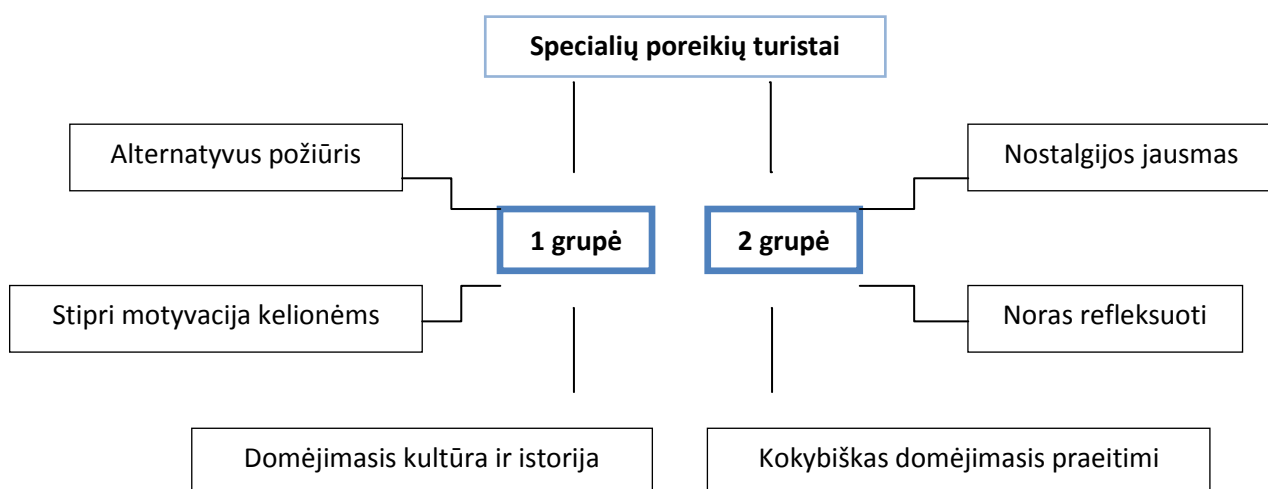 Specialių poreikių turistai
Alternatyvus požiūris
Nostalgijos jausmas
1 grupė
2 grupė
Stipri motyvacija kelionėms
Noras refleksuoti
Domėjimasis kultūra ir istorija
Kokybiškas domėjimasis praeitimi